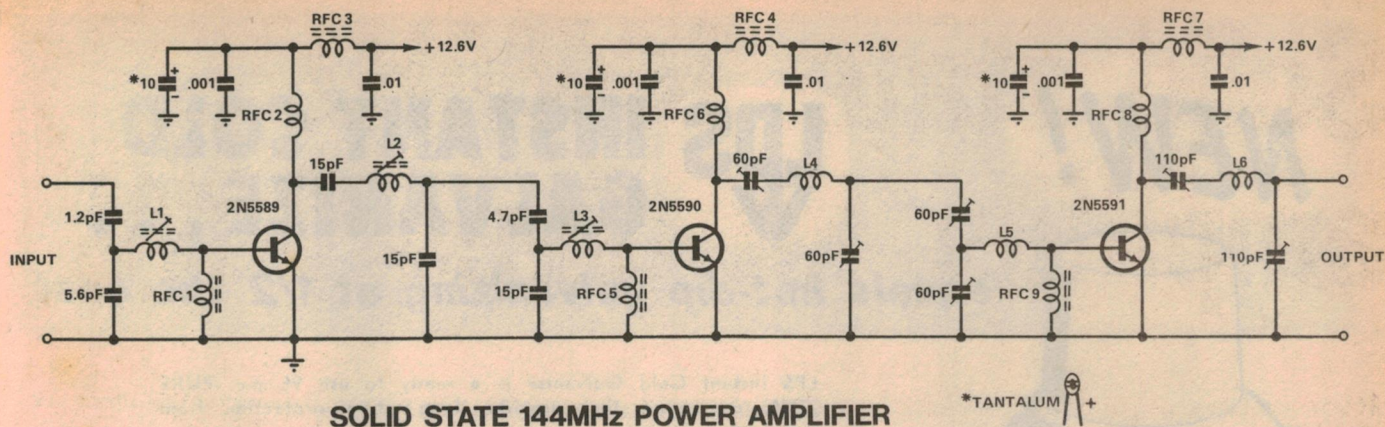 RFC 3
+12.6V
*10 + - .001 .01
RFC 2
15pF L2
2N5589
1.2pF L1
INPUT
5.6pF RFC 1
15pF
RFC 4
+12.6V
*10 + - .001 .01
RFC 6
60pF L4
2N5590
4.7pF L3
15pF RFC 5
60pF
RFC 7
+12.6V
*10 + - .001 .01
RFC 8
110pF L6
2N5591
60pF L5
60pF RFC 9
110pF
OUTPUT
SOLID STATE 144MHz POWER AMPLIFIER
*TANTALUM +